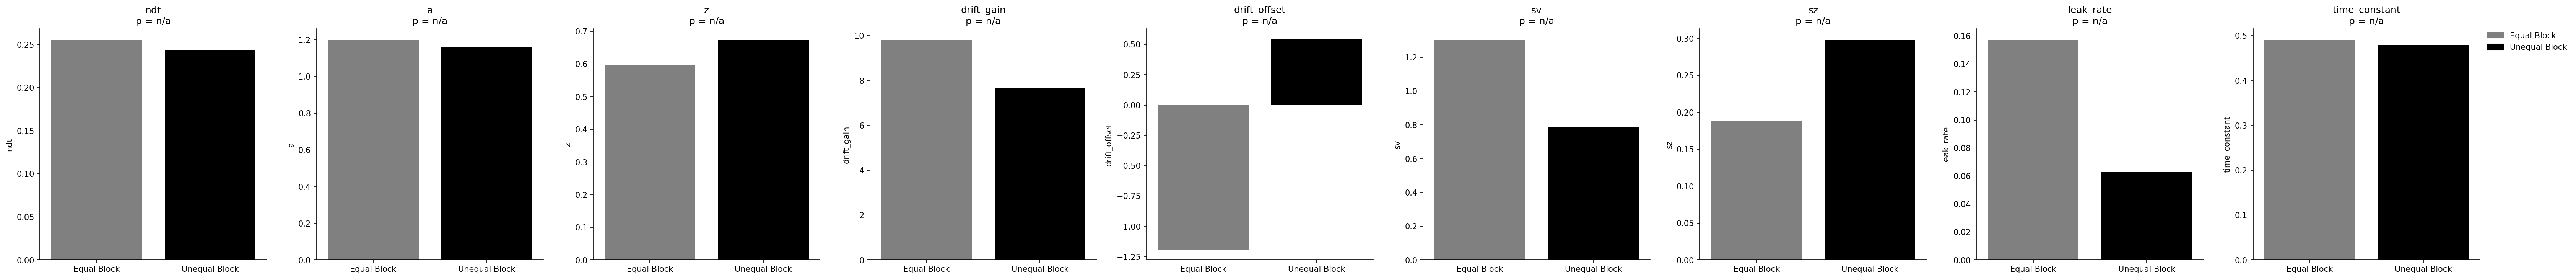 ndt
p = n/a
0.25
0.20
0.15
0.10
0.05
0.00
ndt
Equal Block
Unequal Block
a
p = n/a
1.2
1.0
0.8
0.6
0.4
0.2
0.0
a
Equal Block
Unequal Block
z
p = n/a
0.7
0.6
0.5
0.4
0.3
0.2
0.1
0.0
z
Equal Block
Unequal Block
drift_gain
p = n/a
10
8
6
4
2
0
drift_gain
Equal Block
Unequal Block
drift_offset
p = n/a
0.50
0.25
0.00
−0.25
−0.50
−0.75
−1.00
−1.25
drift_offset
Equal Block
Unequal Block
sv
p = n/a
1.2
1.0
0.8
0.6
0.4
0.2
0.0
sv
Equal Block
Unequal Block
sz
p = n/a
0.30
0.25
0.20
0.15
0.10
0.05
0.00
sz
Equal Block
Unequal Block
leak_rate
p = n/a
0.16
0.14
0.12
0.10
0.08
0.06
0.04
0.02
0.00
leak_rate
Equal Block
Unequal Block
time_constant
p = n/a
0.5
0.4
0.3
0.2
0.1
0.0
time_constant
Equal Block
Unequal Block
Equal Block
Unequal Block